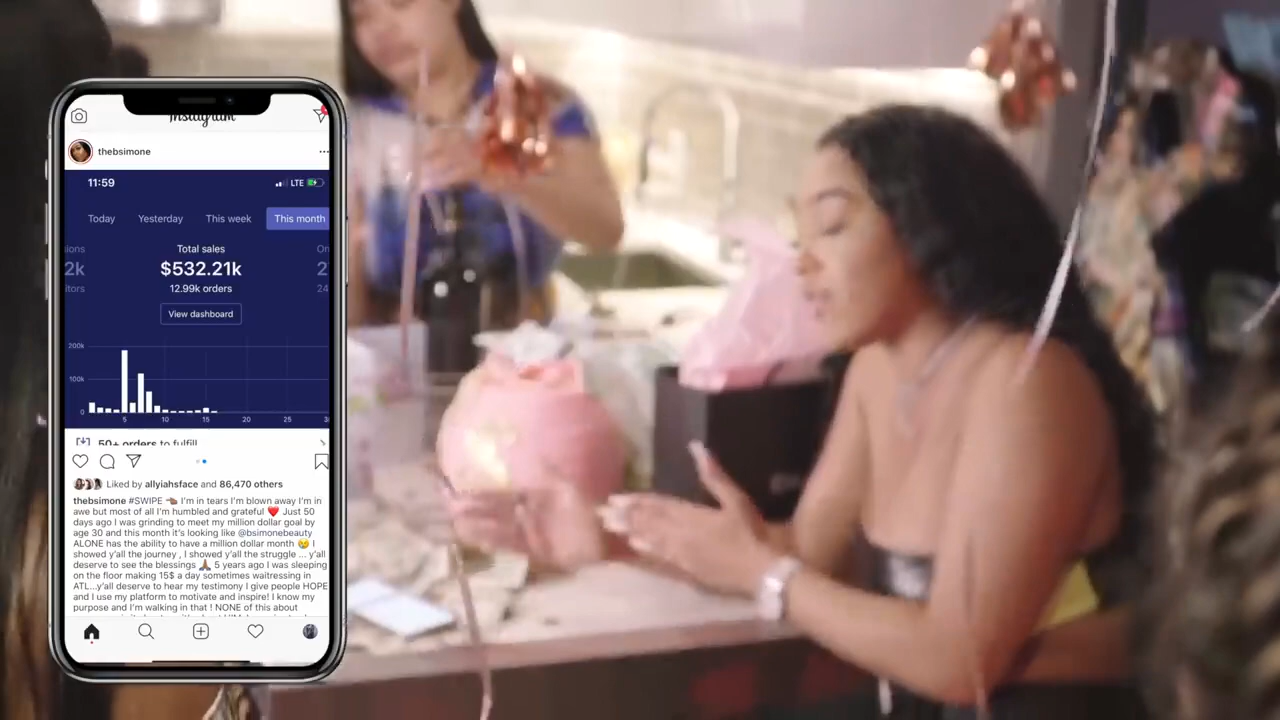 Instagram
thebsimone
11:59
LTE
Today Yesterday This week This month
ions Total sales On
2k $532.21k 2
itors 12.99k orders 24
View dashboard
200k
100k
0
5 10 15 20 25
50+ orders to fulfill
Liked by allyiahsface and 86,470 others
thebsimone #SWIPE 👊🏾 I'm in tears I'm blown away I'm in
awe but most of all I'm humbled and grateful ❤️ Just 50
days ago I was grinding to meet my million dollar goal by
age 30 and this month it's looking like @bsimonebeauty
ALONE has the ability to have a million dollar month 😢 I
showed y'all the journey , I showed y'all the struggle ... y'all
deserve to see the blessings 🙏🏾 5 years ago I was sleeping
on the floor making 15$ a day sometimes waitressing in
ATL...y'all deserve to hear my testimony I give people HOPE
and I use my platform to motivate and inspire! I know my
purpose and I'm walking in that ! NONE of this about